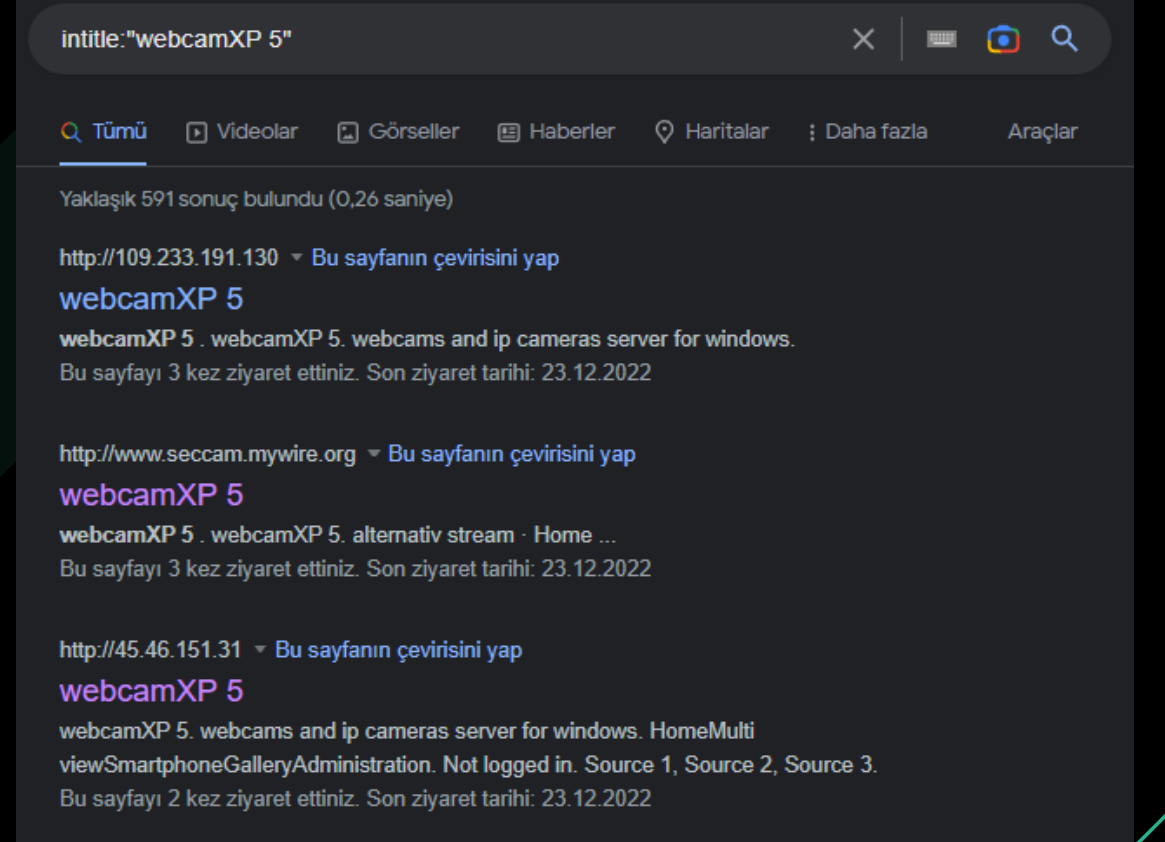 intitle:"webcamXP 5"
Tümü Videolar Görseller Haberler Haritalar Daha fazla Araçlar
Yaklaşık 591 sonuç bulundu (0,26 saniye)
http://109.233.191.130 Bu sayfanın çevirisini yap
webcamXP 5
webcamXP 5 . webcamXP 5. webcams and ip cameras server for windows.
Bu sayfayı 3 kez ziyaret ettiniz. Son ziyaret tarihi: 23.12.2022
http://www.seccam.mywire.org Bu sayfanın çevirisini yap
webcamXP 5
webcamXP 5 . webcamXP 5. alternativ stream · Home ...
Bu sayfayı 3 kez ziyaret ettiniz. Son ziyaret tarihi: 23.12.2022
http://45.46.151.31 Bu sayfanın çevirisini yap
webcamXP 5
webcamXP 5. webcams and ip cameras server for windows. HomeMulti
viewSmartphoneGalleryAdministration. Not logged in. Source 1, Source 2, Source 3.
Bu sayfayı 2 kez ziyaret ettiniz. Son ziyaret tarihi: 23.12.2022